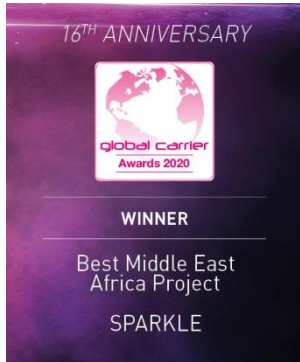 16TH ANNIVERSARY
global carrier
Awards 2020
WINNER
Best Middle East
Africa Project
SPARKLE